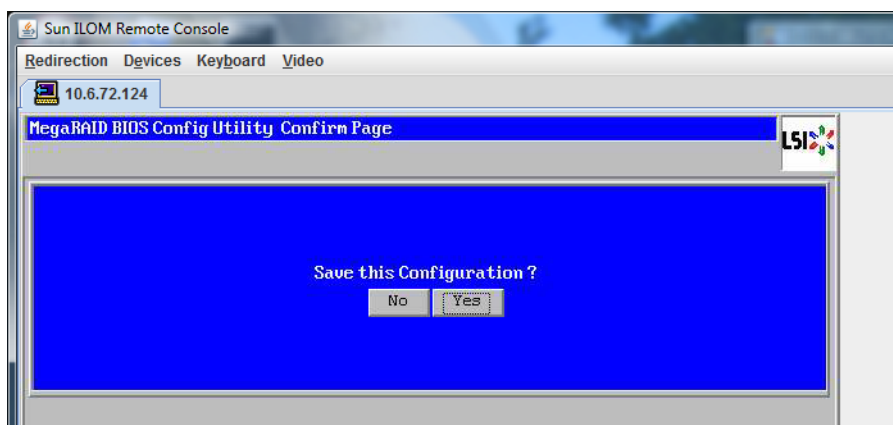 Sun ILOM Remote Console
Redirection Devices Keyboard Video
10.6.72.124
MegaRAID BIOS Config Utility Confirm Page
LSI
Save this Configuration ?
No Yes